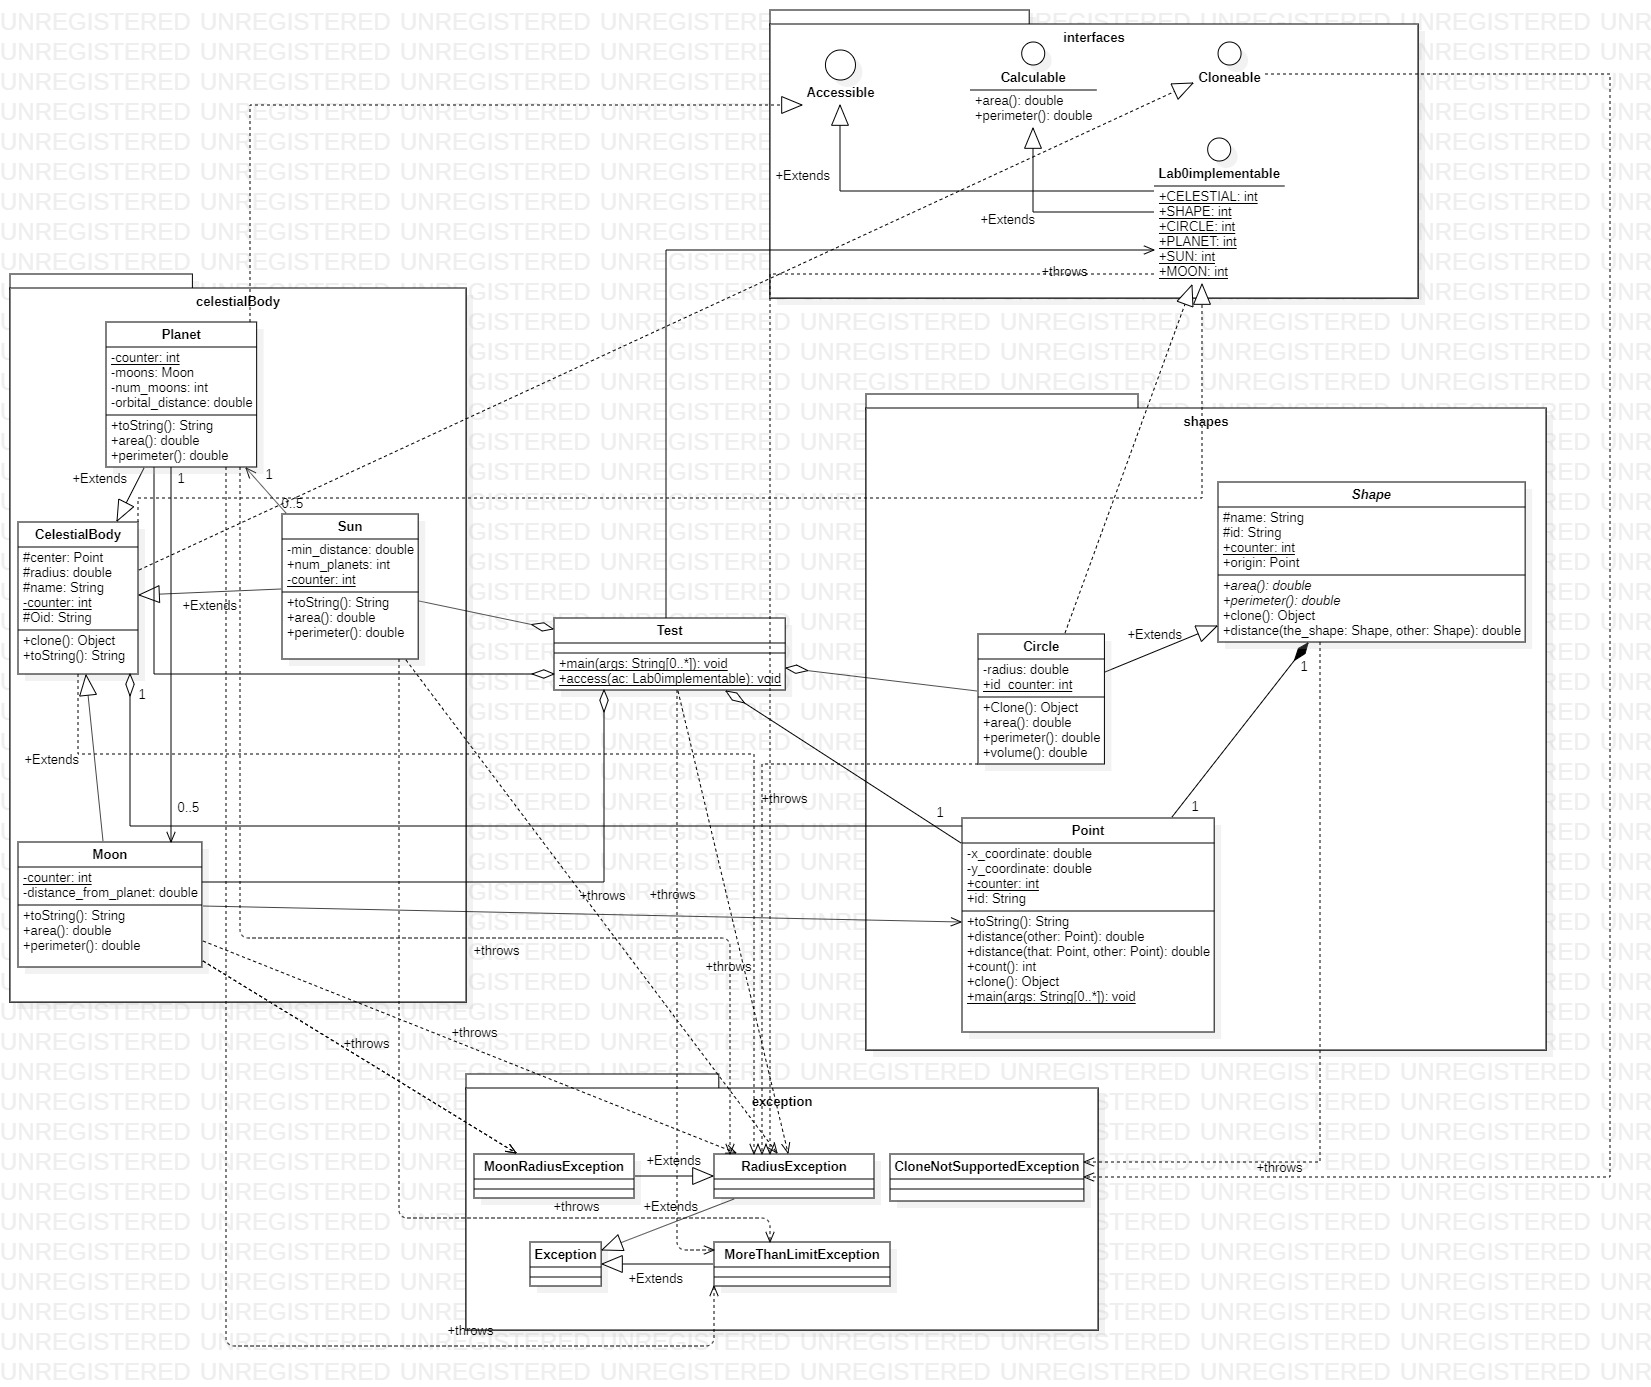 interfaces
Accessible
Calculable
+area(): double
+perimeter(): double
Cloneable
Lab0implementable
+CELESTIAL: int
+SHAPE: int
+CIRCLE: int
+PLANET: int
+SUN: int
+MOON: int
+Extends
+Extends
+throws
celestialBody
Planet
-counter: int
-moons: Moon
-num_moons: int
-orbital_distance: double
+toString(): String
+area(): double
+perimeter(): double
+Extends
1
1
0..5
CelestialBody
#center: Point
#radius: double
#name: String
-counter: int
#Oid: String
+clone(): Object
+toString(): String
Sun
-min_distance: double
+num_planets: int
-counter: int
+toString(): String
+area(): double
+perimeter(): double
+Extends
1
+Extends
0..5
Moon
-counter: int
-distance_from_planet: double
+toString(): String
+area(): double
+perimeter(): double
Test
+main(args: String[0..*]): void
+access(ac: Lab0implementable): void
shapes
Shape
#name: String
#id: String
+counter: int
+origin: Point
+area(): double
+perimeter(): double
+clone(): Object
+distance(the_shape: Shape, other: Shape): double
+Extends
1
Circle
-radius: double
+id_counter: int
+Clone(): Object
+area(): double
+perimeter(): double
+volume(): double
+throws
1
1
Point
-x_coordinate: double
-y_coordinate: double
+counter: int
+id: String
+toString(): String
+distance(other: Point): double
+distance(that: Point, other: Point): double
+count(): int
+clone(): Object
+main(args: String[0..*]): void
+throws
+throws
+throws
+throws
+throws
+throws
exception
MoonRadiusException
+Extends
RadiusException
CloneNotSupportedException
+throws
+throws
+Extends
Exception
+Extends
MoreThanLimitException
+throws
UNREGISTERED